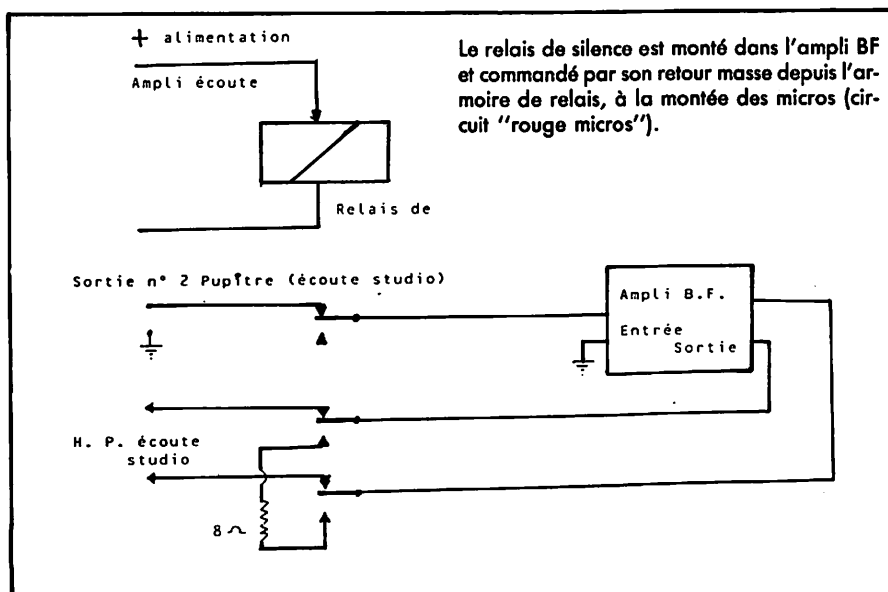 + alimentation
Ampli écoute
Le relais de silence est monté dans l'ampli BF
et commandé par son retour masse depuis l'ar-
moire de relais, à la montée des micros (cir-
cuit "rouge micros").
Relais de
Sortie n° 2 Pupître (écoute studio)
Ampli B.F.
Entrée
Sortie
H. P. écoute
studio
8 Ω